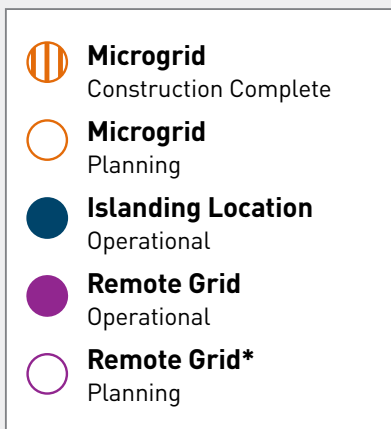 Microgrid
Construction Complete
Microgrid
Planning
Islanding Location
Operational
Remote Grid
Operational
Remote Grid*
Planning